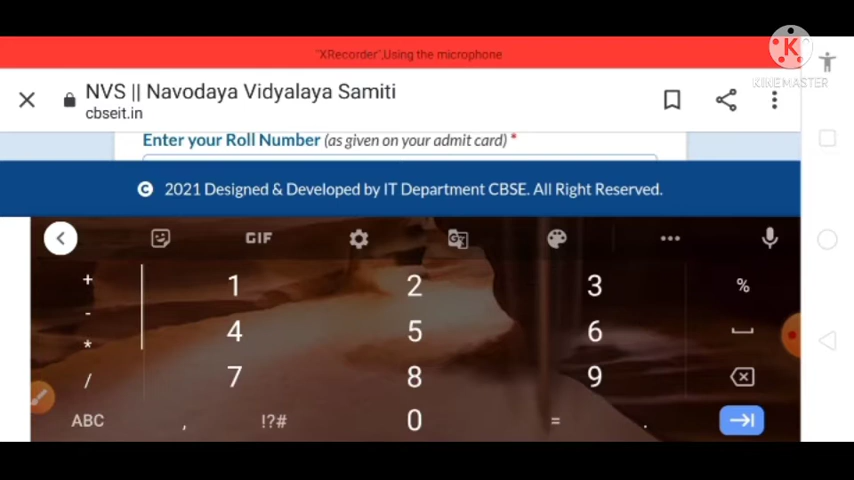 "XRecorder",Using the microphone
K
KINEMASTER
NVS || Navodaya Vidyalaya Samiti
cbseit.in
Enter your Roll Number (as given on your admit card) *
C 2021 Designed & Developed by IT Department CBSE. All Right Reserved.
GIF
+ 1 2 3 %
- 4 5 6
*
/ 7 8 9
ABC , !?# 0 = .